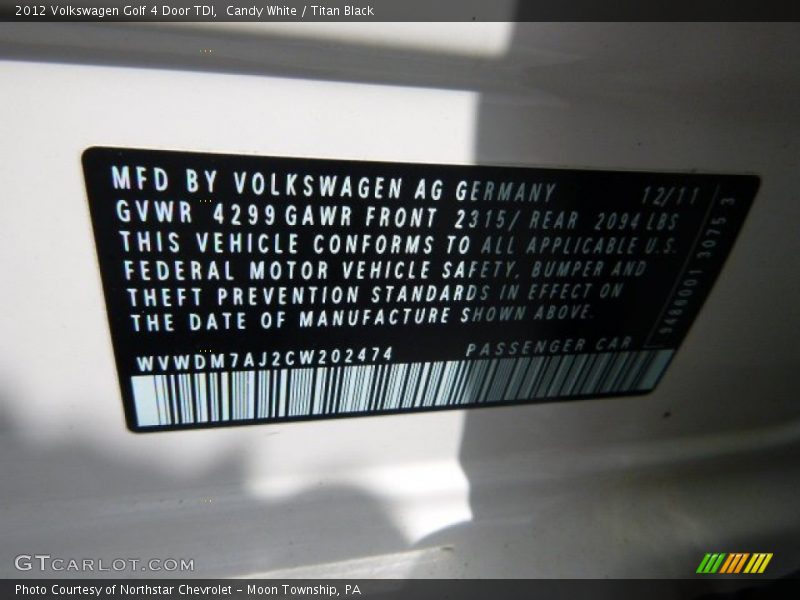 2012 Volkswagen Golf 4 Door TDI,  Candy White / Titan Black
MFD BY VOLKSWAGEN AG GERMANY 12/11
GVWR 4299 GAWR FRONT 2315/ REAR 2094 LBS
THIS VEHICLE CONFORMS TO ALL APPLICABLE U.S.
FEDERAL MOTOR VEHICLE SAFETY, BUMPER AND
THEFT PREVENTION STANDARDS IN EFFECT ON
THE DATE OF MANUFACTURE SHOWN ABOVE.
WVWDM7AJ2CW202474 PASSENGER CAR
3075 3
GTCARLOT.COM
Photo Courtesy of Northstar Chevrolet - Moon Township, PA